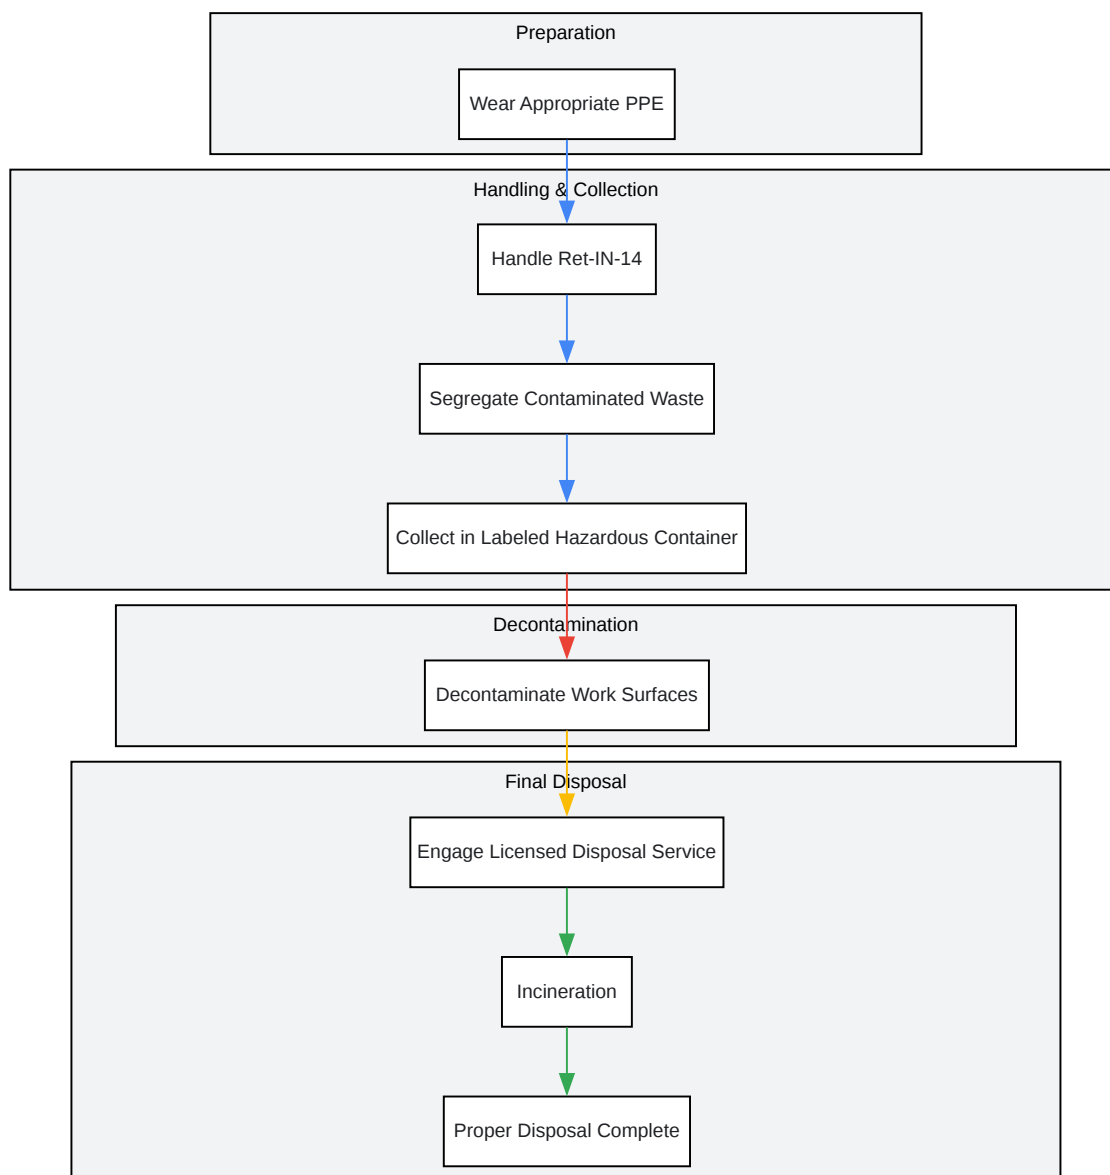 Preparation
Wear Appropriate PPE
Handling & Collection
Handle Ret-IN-14
Segregate Contaminated Waste
Collect in Labeled Hazardous Container
Decontamination
Decontaminate Work Surfaces
Final Disposal
Engage Licensed Disposal Service
Incineration
Proper Disposal Complete